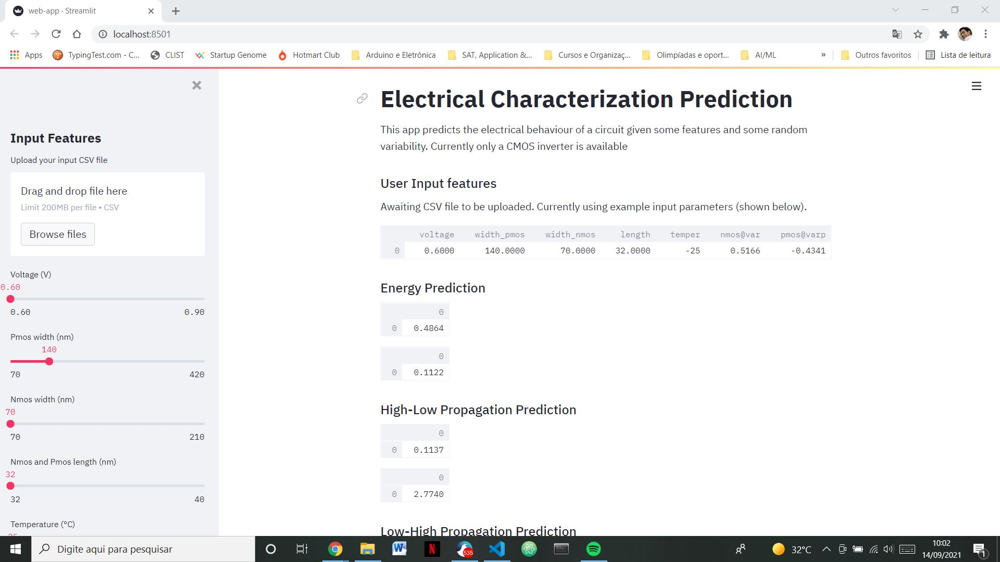 web-app · Streamlit
localhost:8501
Apps
TypingTest.com - C...
CLIST
Startup Genome
Hotmart Club
Arduino e Eletrônica
SAT, Application &...
Cursos e Organizaç...
Olimpíadas e oport...
AI/ML
»
Outros favoritos
Lista de leitura
Input Features
Upload your input CSV file
Drag and drop file here
Limit 200MB per file • CSV
Browse files
Voltage (V)
0.60
0.60 0.90
Pmos width (nm)
140
70 420
Nmos width (nm)
70
70 210
Nmos and Pmos length (nm)
32
32 40
Temperature (°C)
Electrical Characterization Prediction
This app predicts the electrical behaviour of a circuit given some features and some random
variability. Currently only a CMOS inverter is available
User Input features
Awaiting CSV file to be uploaded. Currently using example input parameters (shown below).
voltage width_pmos width_nmos length temper nmos@var pmos@varp
0 0.6000 140.0000 70.0000 32.0000 -25 0.5166 -0.4341
Energy Prediction
0
0 0.4864
0
0 0.1122
High-Low Propagation Prediction
0
0 0.1137
0
0 2.7740
Low-High Propagation Prediction
Digite aqui para pesquisar
N
535
32°C
10:02
14/09/2021
1